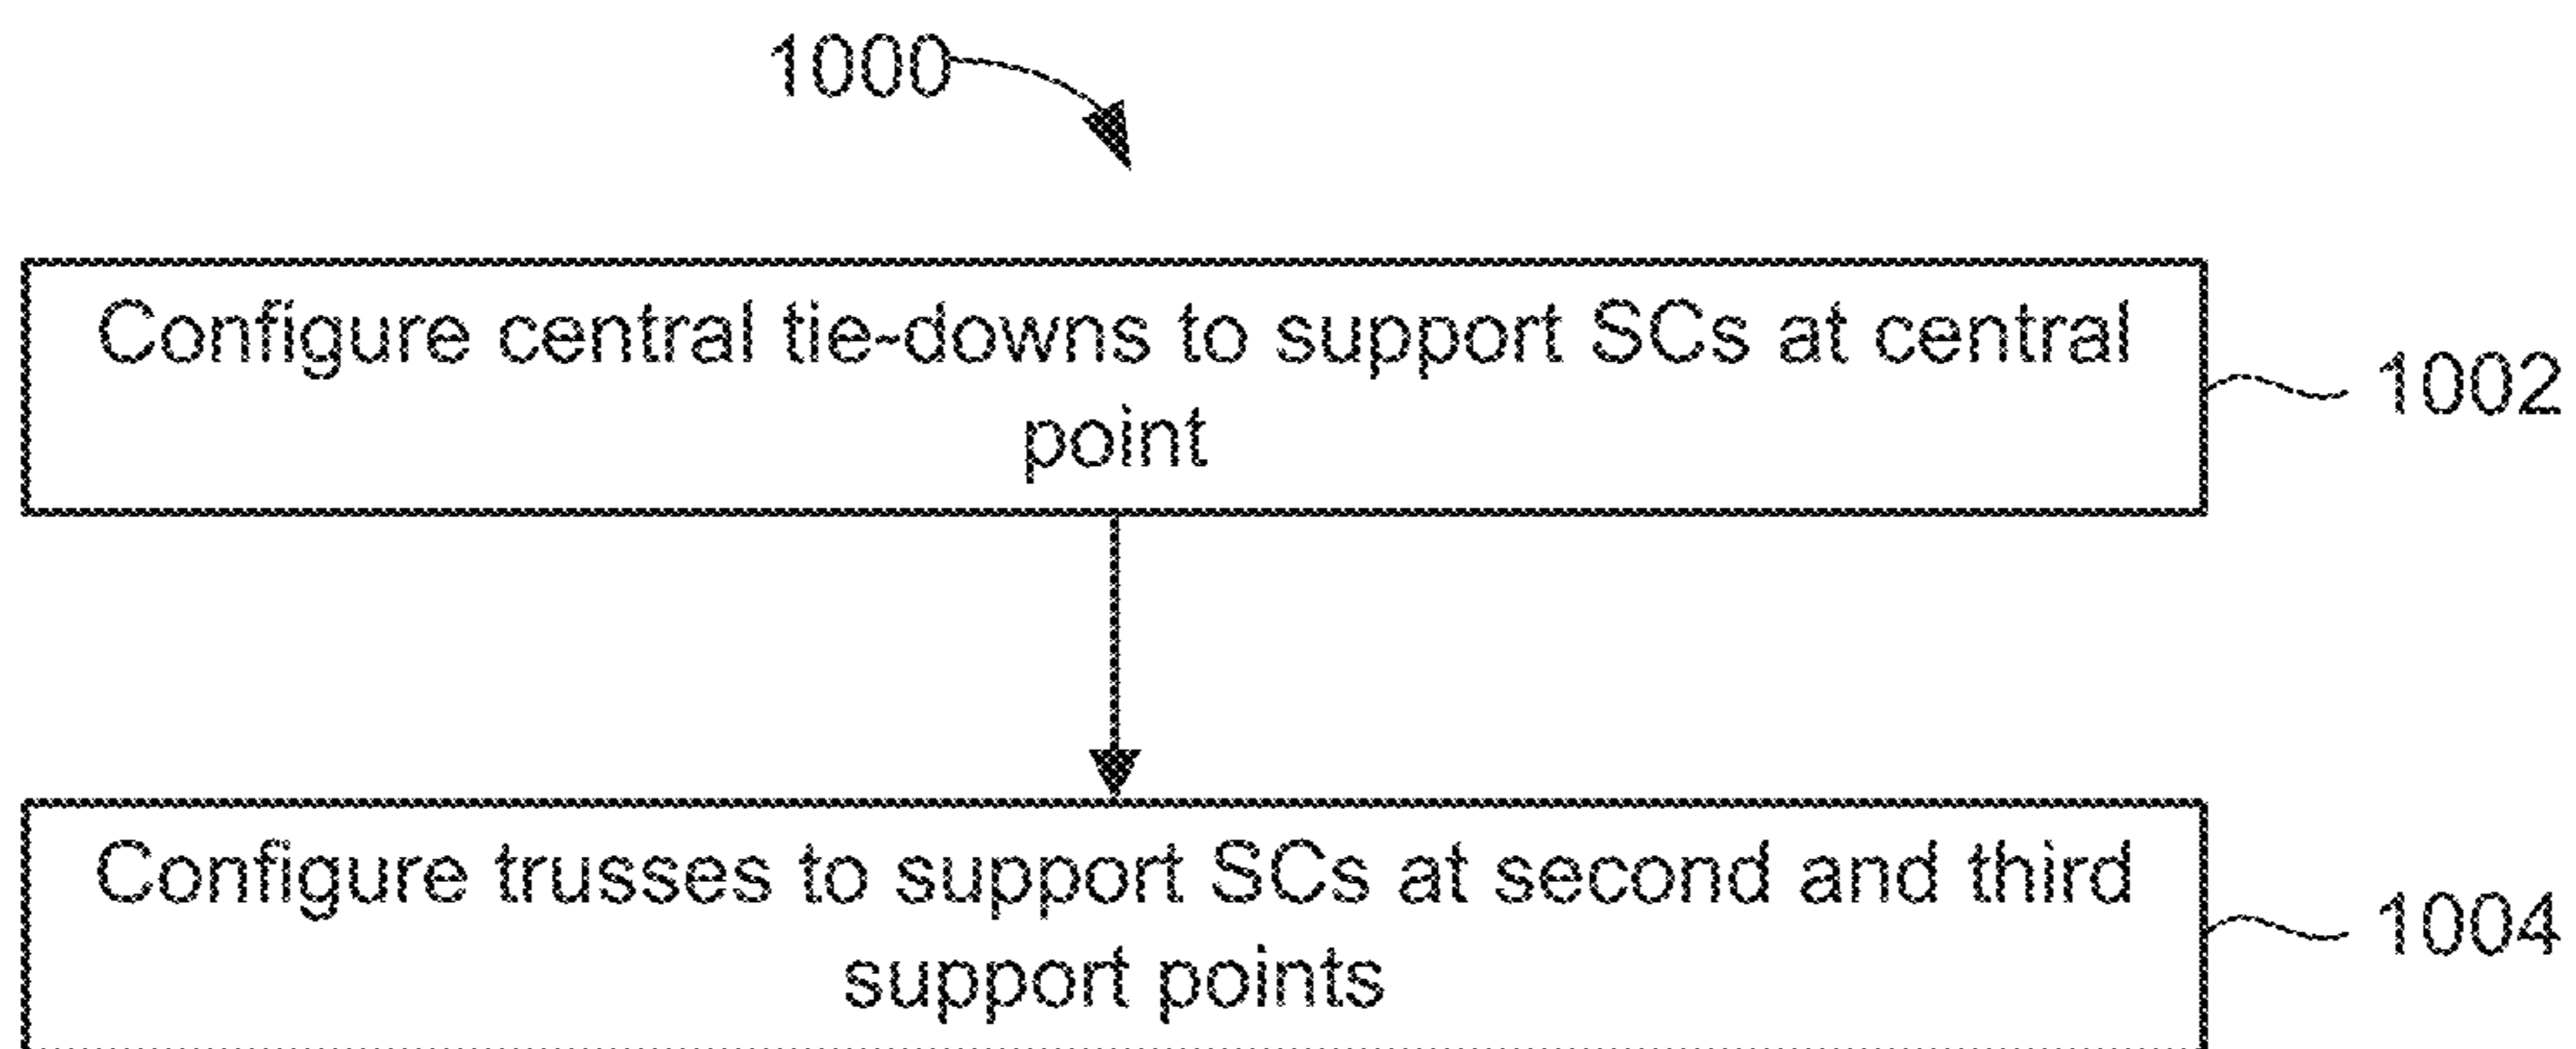 1000
Configure central tie-downs to support SCs at central
point
1002
Configure trusses to support SCs at second and third
support points
1004